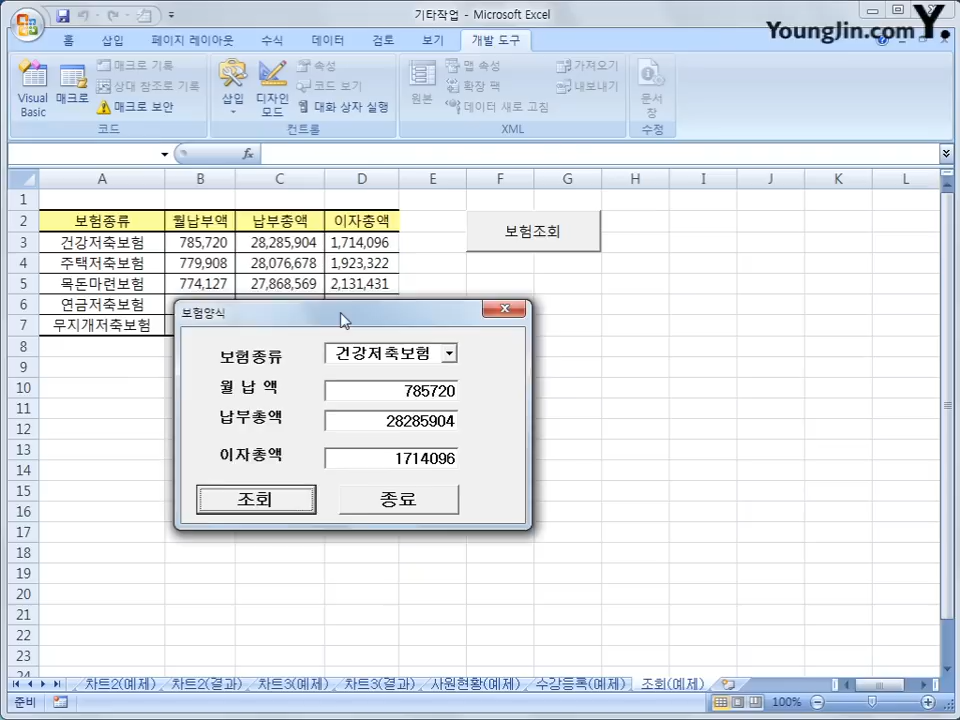 기타작업 - Microsoft Excel
YoungJin.com Y.
홈 삽입 페이지 레이아웃 수식 데이터 검토 보기 개발 도구
Visual Basic
매크로
매크로 기록
상대 참조로 기록
매크로 보안
코드
삽입
디자인 모드
속성
코드 보기
대화 상자 실행
컨트롤
원본
맵 속성
확장 팩
데이터 새로 고침
가져오기
내보내기
XML
문서 창
수정
fx
A B C D E F G H I J K L
1
2 보험종류 월납부액 납부총액 이자총액 보험조회
3 건강저축보험 785,720 28,285,904 1,714,096
4 주택저축보험 779,908 28,076,678 1,923,322
5 목돈마련보험 774,127 27,868,569 2,131,431
6 연금저축보험
7 무지개저축보험
8
9
10
11
12
13
14
15
16
17
18
19
20
21
22
23
24
보험양식
보험종류 건강저축보험
월 납 액 785720
납부총액 28285904
이자총액 1714096
조회 종료
차트2(예제) 차트2(결과) 차트3(예제) 차트3(결과) 사원현황(예제) 수강등록(예제) 조회(예제)
준비 100%